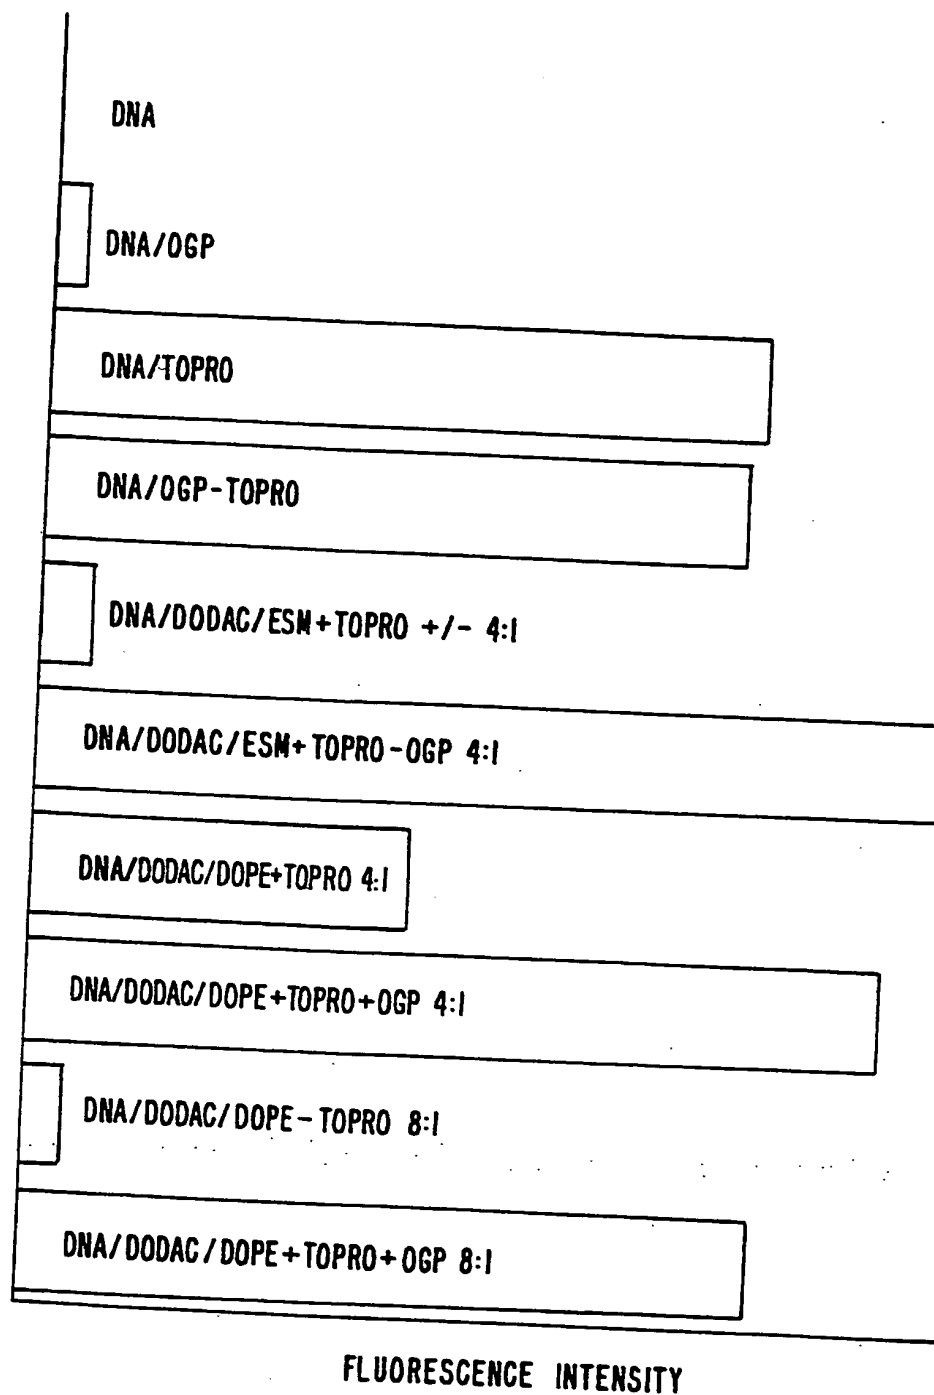 DNA
DNA/OGP
DNA/TOPRO
DNA/OGP-TOPRO
DNA/DODAC/ESM+TOPRO +/- 4:1
DNA/DODAC/ESM+TOPRO-OGP 4:1
DNA/DODAC/DOPE+TOPRO 4:1
DNA/DODAC/DOPE+TOPRO+OGP 4:1
DNA/DODAC/DOPE-TOPRO 8:1
DNA/DODAC/DOPE+TOPRO+OGP 8:1
FLUORESCENCE INTENSITY